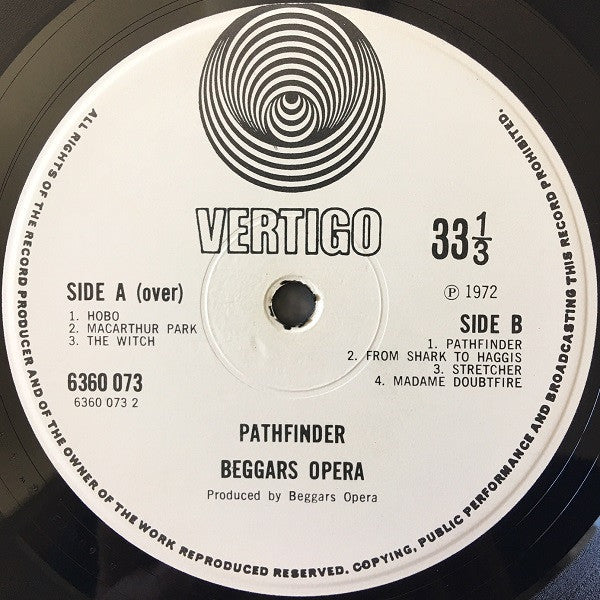 VERTIGO
33 1/3
SIDE A (over)
1. HOBO
2. MACARTHUR PARK
3. THE WITCH
6360 073
6360 073 2
Ⓟ 1972
SIDE B
1. PATHFINDER
2. FROM SHARK TO HAGGIS
3. STRETCHER
4. MADAME DOUBTFIRE
PATHFINDER
BEGGARS OPERA
Produced by Beggars Opera
ALL RIGHTS OF THE RECORD PRODUCER AND OF THE OWNER OF THE WORK REPRODUCED RESERVED. COPYING, PUBLIC PERFORMANCE AND BROADCASTING THIS RECORD PROHIBITED.